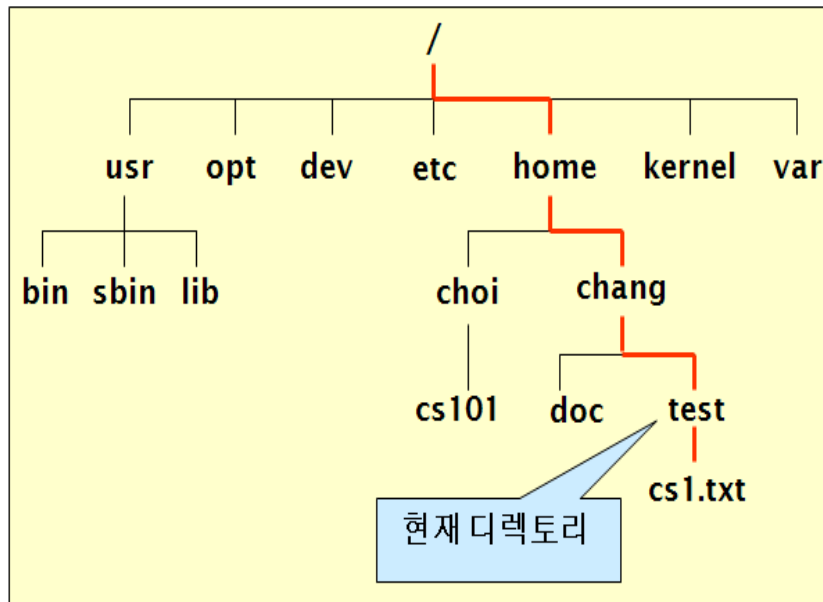 /
usr opt dev etc home kernel var
bin sbin lib choi chang
cs101 doc test
cs1.txt
현재 디렉토리